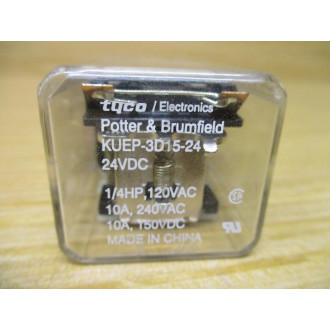 tyco / Electronics
Potter & Brumfield
KUEP-3D15-24
24VDC
1/4HP, 120VAC
10A, 240VAC
10A, 150VDC
MADE IN CHINA